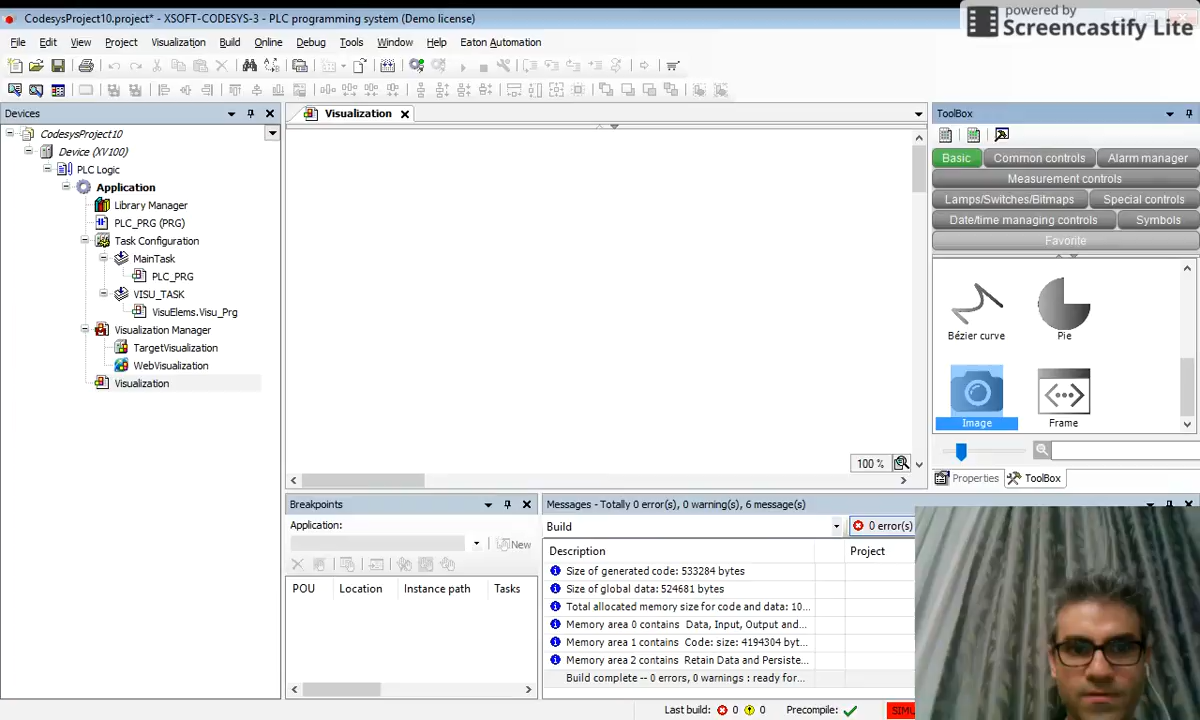 CodesysProject10.project* - XSOFT-CODESYS-3 - PLC programming system (Demo license)
powered by
Screencastify Lite
File Edit View Project Visualization Build Online Debug Tools Window Help Eaton Automation
Devices
CodesysProject10
Device (XV100)
PLC Logic
Application
Library Manager
PLC_PRG (PRG)
Task Configuration
MainTask
PLC_PRG
VISU_TASK
VisuElems.Visu_Prg
Visualization Manager
TargetVisualization
WebVisualization
Visualization
Visualization
100 %
ToolBox
Basic Common controls Alarm manager
Measurement controls
Lamps/Switches/Bitmaps Special controls
Date/time managing controls Symbols
Favorite
Bézier curve Pie
Image Frame
Properties ToolBox
Breakpoints
Application:
New
POU Location Instance path Tasks
Messages - Totally 0 error(s), 0 warning(s), 6 message(s)
Build 0 error(s)
Description Project
Size of generated code: 533284 bytes
Size of global data: 524681 bytes
Total allocated memory size for code and data: 10...
Memory area 0 contains Data, Input, Output and...
Memory area 1 contains Code: size: 4194304 byt...
Memory area 2 contains Retain Data and Persiste...
Build complete -- 0 errors, 0 warnings : ready for...
Last build: 0 0 Precompile: